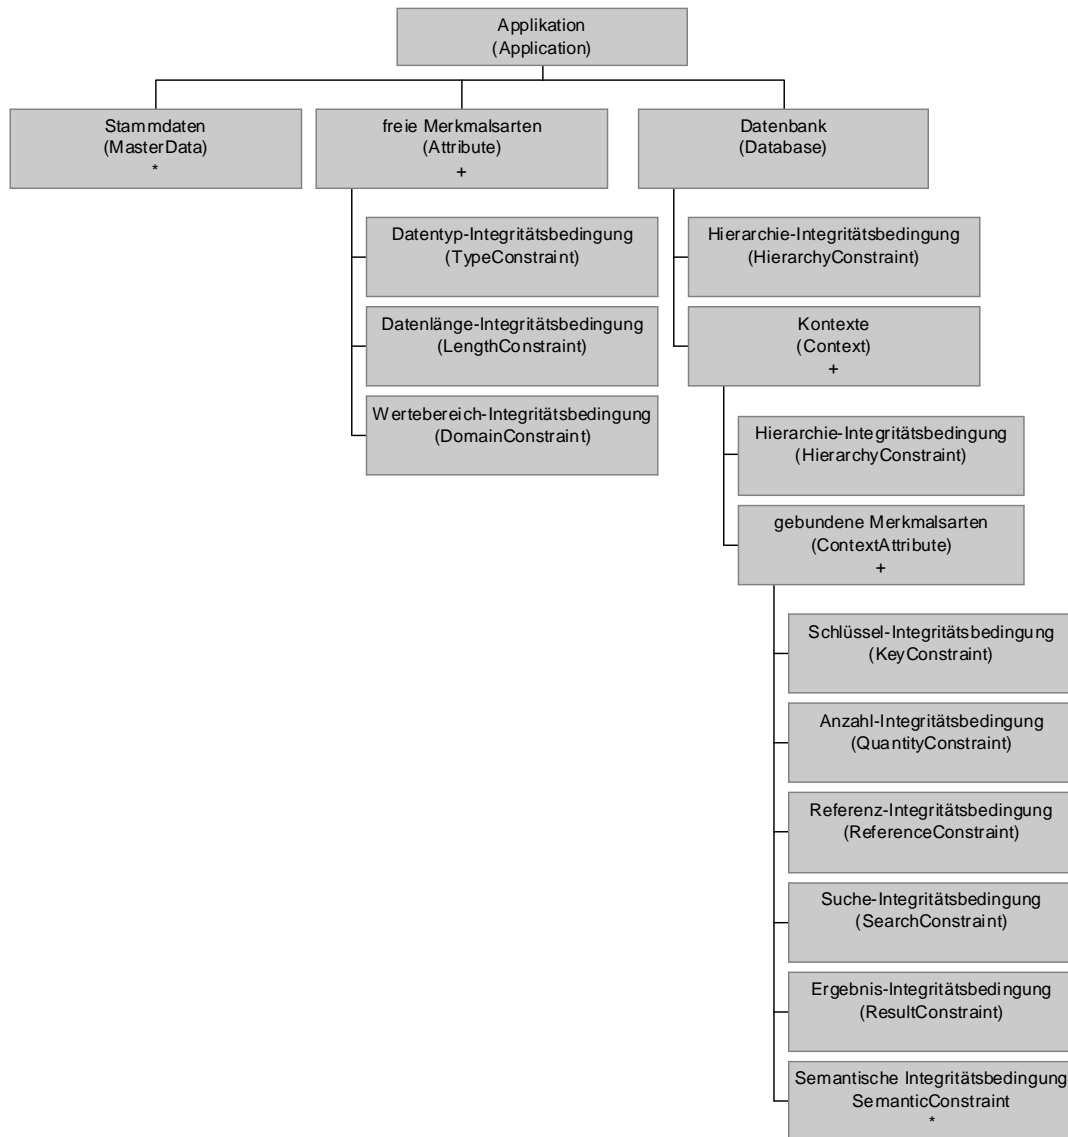 Applikation
(Application)
Stammdaten
(MasterData)
*
freie Merkmalsarten
(Attribute)
+
Datenbank
(Database)
Datentyp-Integritätsbedingung
(TypeConstraint)
Datenlänge-Integritätsbedingung
(LengthConstraint)
Wertebereich-Integritätsbedingung
(DomainConstraint)
Hierarchie-Integritätsbedingung
(HierarchyConstraint)
Kontexte
(Context)
+
Hierarchie-Integritätsbedingung
(HierarchyConstraint)
gebundene Merkmalsarten
(ContextAttribute)
+
Schlüssel-Integritätsbedingung
(KeyConstraint)
Anzahl-Integritätsbedingung
(QuantityConstraint)
Referenz-Integritätsbedingung
(ReferenceConstraint)
Suche-Integritätsbedingung
(SearchConstraint)
Ergebnis-Integritätsbedingung
(ResultConstraint)
Semantische Integritätsbedingung
SemanticConstraint
*